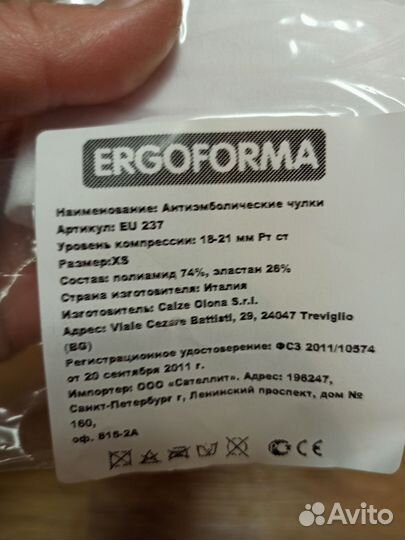 ERGOFORMA
Наименование: Антиэмболические чулки
Артикул: EU 237
Уровень компрессии: 18-21 мм Рт ст
Размер:XS
Состав: полиамид 74%, эластан 26%
Страна изготовителя: Италия
Изготовитель: Calze Olona S.r.l.
Адрес: Viale Cezare Battisti, 29, 24047 Treviglio
(BG)
Регистрационное удостоверение: ФСЗ 2011/10574
от 20 сентября 2011 г.
Импортер: ООО «Сателлит». Адрес: 196247,
Санкт-Петербург г, Ленинский проспект, дом №
160,
оф. 815-2А
Avito